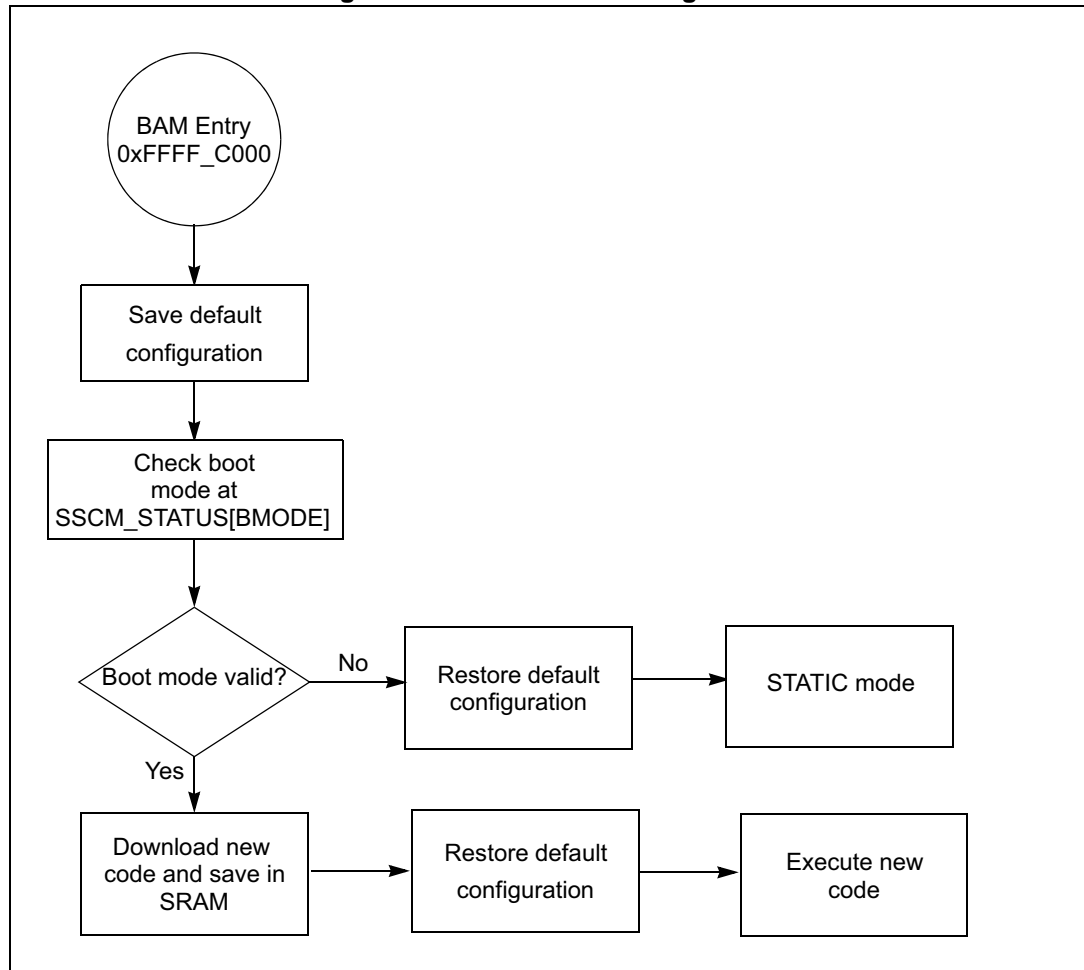 BAM Entry
0xFFFF_C000
Save default
configuration
Check boot
mode at
SSCM_STATUS[BMODE]
Boot mode valid?
No
Restore default
configuration
STATIC mode
Yes
Download new
code and save in
SRAM
Restore default
configuration
Execute new
code